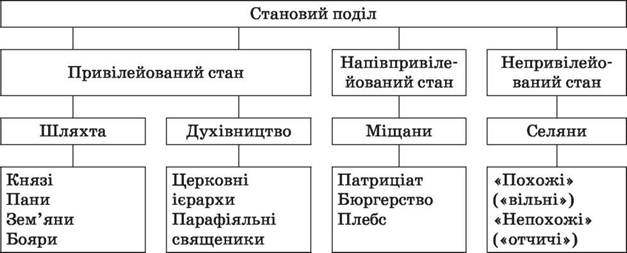 Становий поділ
Привілейований стан
Напівпривіле-
йований стан
Непривілейо-
ваний стан
Шляхта
Духівництво
Міщани
Селяни
Князі
Пани
Зем’яни
Бояри
Церковні
ієрархи
Парафіяльні
священики
Патриціат
Бюргерство
Плебс
«Похожі»
(«вільні»)
«Непохожі»
(«отчичі»)